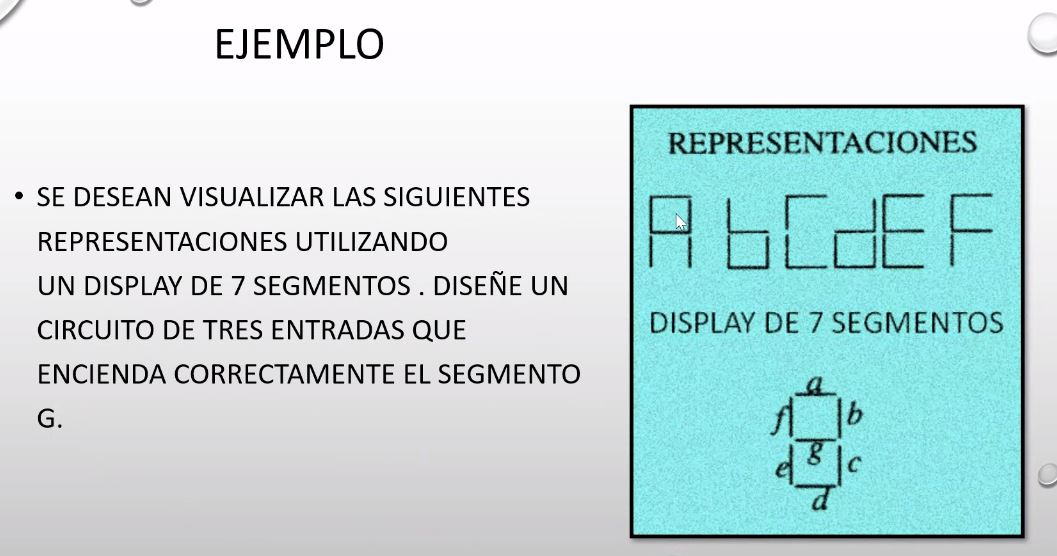 EJEMPLO
• SE DESEAN VISUALIZAR LAS SIGUIENTES
REPRESENTACIONES UTILIZANDO
UN DISPLAY DE 7 SEGMENTOS . DISEÑE UN
CIRCUITO DE TRES ENTRADAS QUE
ENCIENDA CORRECTAMENTE EL SEGMENTO
G.
REPRESENTACIONES
A b C d E F
DISPLAY DE 7 SEGMENTOS
a
f b
g
e c
d